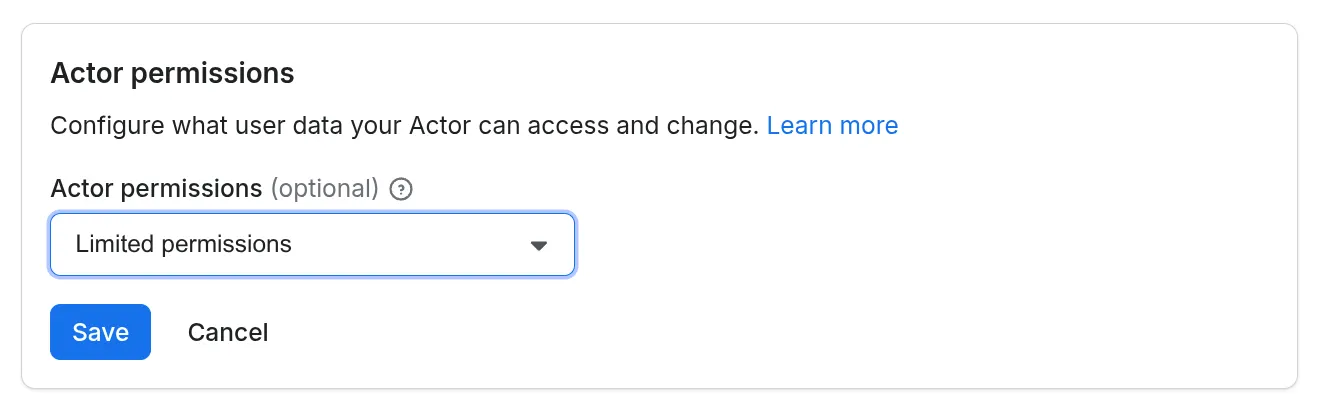 Actor permissions
Configure what user data your Actor can access and change. Learn more
Actor permissions (optional) ?
Limited permissions
Save Cancel